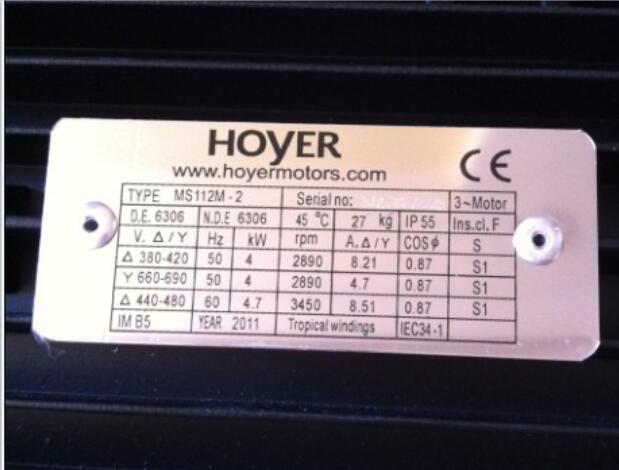 HOYER
www.hoyermotors.com
CE
TYPE MS112M-2 Serial no: 3~Motor
D.E. 6306 N.D.E 6306 45 °C 27 kg IP 55 Ins.cl. F
V. Δ/Y Hz kW rpm A. Δ/Y COSϕ S
Δ 380-420 50 4 2890 8.21 0.87 S1
Y 660-690 50 4 2890 4.7 0.87 S1
Δ 440-480 60 4.7 3450 8.51 0.87 S1
IM B5 YEAR 2011 Tropical windings IEC34-1